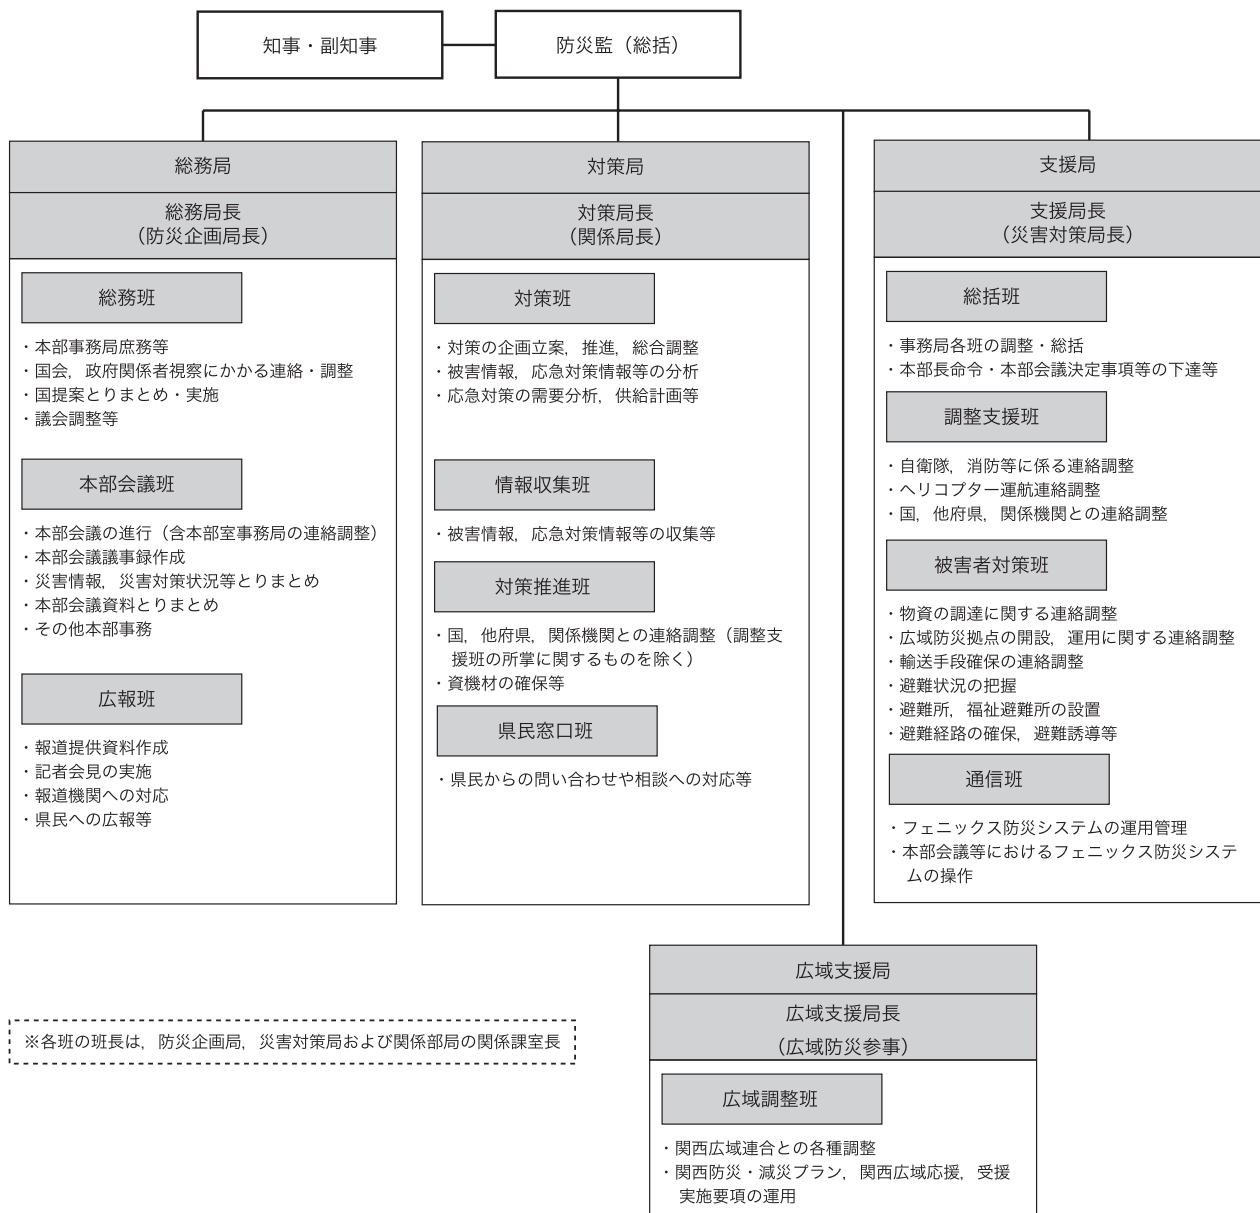 知事・副知事
防災監（総括）
総務局
総務局長
（防災企画局長）
総務班
・本部事務局庶務等
・国会，政府関係者視察にかかる連絡・調整
・国提案とりまとめ・実施
・議会調整等
本部会議班
・本部会議の進行（含本部室事務局の連絡調整）
・本部会議議事録作成
・災害情報，災害対策状況等とりまとめ
・本部会議資料とりまとめ
・その他本部事務
広報班
・報道提供資料作成
・記者会見の実施
・報道機関への対応
・県民への広報等
対策局
対策局長
（関係局長）
対策班
・対策の企画立案，推進，総合調整
・被害情報，応急対策情報等の分析
・応急対策の需要分析，供給計画等
情報収集班
・被害情報，応急対策情報等の収集等
対策推進班
・国，他府県，関係機関との連絡調整（調整支
援班の所掌に関するものを除く）
・資機材の確保等
県民窓口班
・県民からの問い合わせや相談への対応等
支援局
支援局長
（災害対策局長）
総括班
・事務局各班の調整・総括
・本部長命令・本部会議決定事項等の下達等
調整支援班
・自衛隊，消防等に係る連絡調整
・ヘリコプター運航連絡調整
・国，他府県，関係機関との連絡調整
被害者対策班
・物資の調達に関する連絡調整
・広域防災拠点の開設，運用に関する連絡調整
・輸送手段確保の連絡調整
・避難状況の把握
・避難所，福祉避難所の設置
・避難経路の確保，避難誘導等
通信班
・フェニックス防災システムの運用管理
・本部会議等におけるフェニックス防災システ
ムの操作
広域支援局
広域支援局長
（広域防災参事）
広域調整班
・関西広域連合との各種調整
・関西防災・減災プラン，関西広域応援，受援
実施要項の運用
※各班の班長は，防災企画局，災害対策局および関係部局の関係課室長